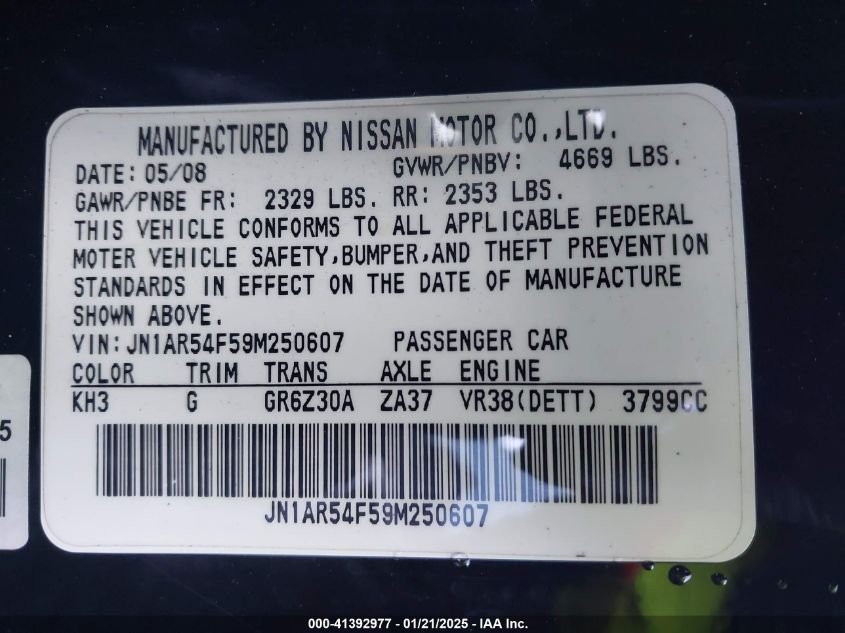 MANUFACTURED BY NISSAN MOTOR CO.,LTD.
DATE: 05/08 GVWR/PNBV: 4669 LBS.
GAWR/PNBE FR: 2329 LBS. RR: 2353 LBS.
THIS VEHICLE CONFORMS TO ALL APPLICABLE FEDERAL
MOTER VEHICLE SAFETY,BUMPER,AND THEFT PREVENTION
STANDARDS IN EFFECT ON THE DATE OF MANUFACTURE
SHOWN ABOVE.
VIN: JN1AR54F59M250607 PASSENGER CAR
COLOR TRIM TRANS AXLE ENGINE
KH3 G GR6Z30A ZA37 VR38(DETT) 3799CC
JN1AR54F59M250607
5
000-41392977 - 01/21/2025 - IAA Inc.